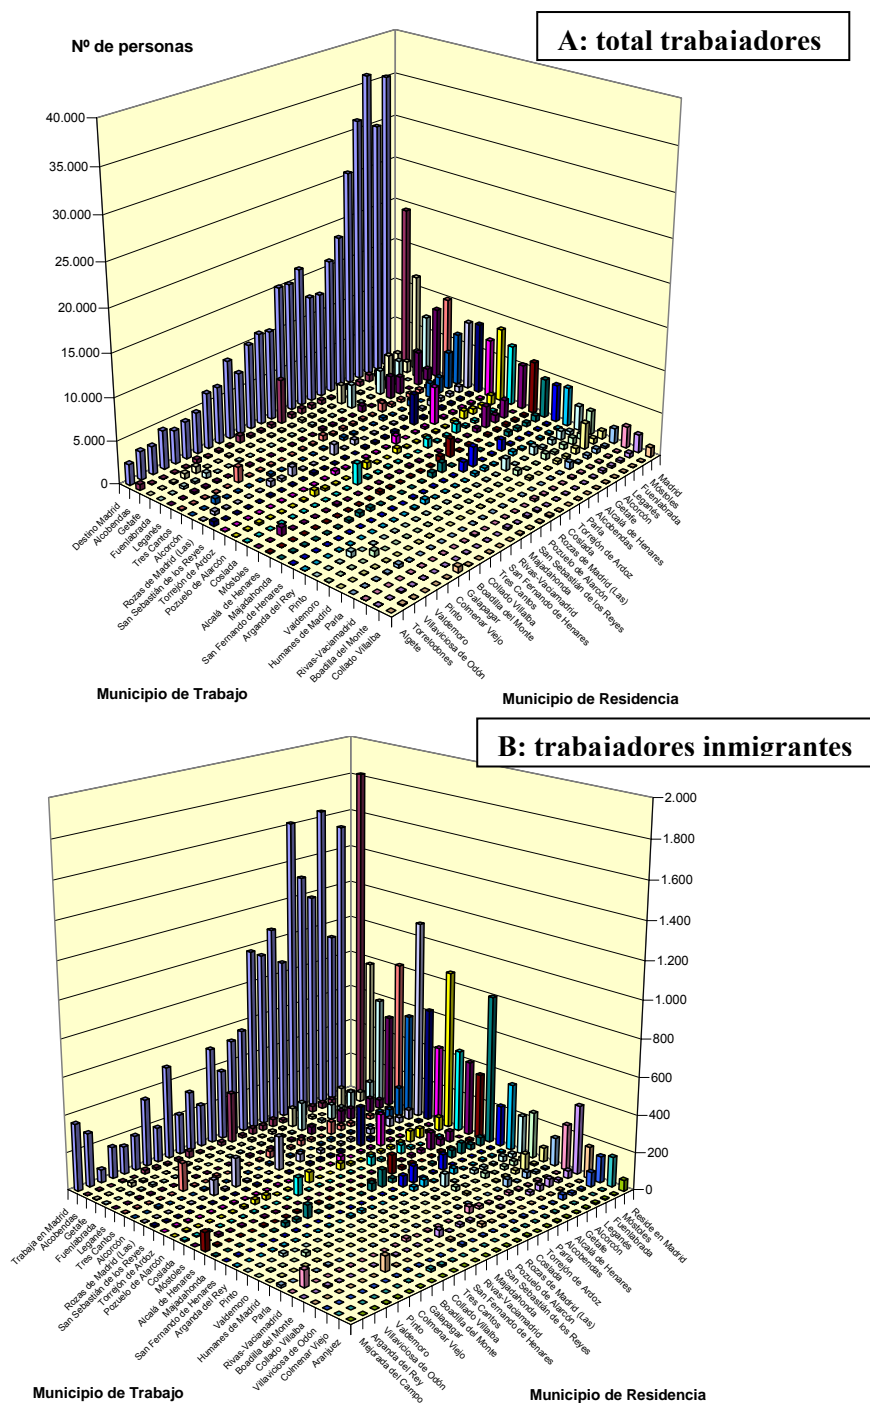 Nº de personas
A: total trabajadores
40.000
35.000
30.000
25.000
20.000
15.000
10.000
5.000
0
Destino Madrid
Alcobendas
Getafe
Fuenlabrada
Leganés
Tres Cantos
Alcorcón
Rozas de Madrid (Las)
San Sebastián de los Reyes
Torrejón de Ardoz
Pozuelo de Alarcón
Coslada
Móstoles
Alcalá de Henares
Majadahonda
San Fernando de Henares
Arganda del Rey
Pinto
Valdemoro
Humanes de Madrid
Parla
Rivas-Vaciamadrid
Boadilla del Monte
Collado Villalba
Madrid
Móstoles
Fuenlabrada
Leganés
Alcorcón
Alcalá de Henares
Getafe
Alcobendas
Torrejón de Ardoz
Parla
Coslada
Rozas de Madrid (Las)
Pozuelo de Alarcón
San Sebastián de los Reyes
Rivas-Vaciamadrid
Majadahonda
San Fernando de Henares
Tres Cantos
Collado Villalba
Boadilla del Monte
Galapagar
Colmenar Viejo
Pinto
Villaviciosa de Odón
Valdemoro
Torrelodones
Algete
Municipio de Trabajo
Municipio de Residencia
B: trabajadores inmigrantes
2.000
1.800
1.600
1.400
1.200
1.000
800
600
400
200
0
Trabaja en Madrid
Alcobendas
Getafe
Fuenlabrada
Leganés
Tres Cantos
Alcorcón
Rozas de Madrid (Las)
San Sebastián de los Reyes
Torrejón de Ardoz
Pozuelo de Alarcón
Coslada
Móstoles
Alcalá de Henares
Majadahonda
San Fernando de Henares
Arganda del Rey
Pinto
Valdemoro
Humanes de Madrid
Parla
Rivas-Vaciamadrid
Boadilla del Monte
Collado Villalba
Villaviciosa de Odón
Colmenar Viejo
Aranjuez
Reside en Madrid
Móstoles
Fuenlabrada
Leganés
Alcorcón
Alcalá de Henares
Getafe
Alcobendas
Torrejón de Ardoz
Parla
Coslada
Rozas de Madrid (Las)
Pozuelo de Alarcón
San Sebastián de los Reyes
Rivas-Vaciamadrid
Majadahonda
San Fernando de Henares
Tres Cantos
Collado Villalba
Boadilla del Monte
Galapagar
Colmenar Viejo
Pinto
Villaviciosa de Odón
Valdemoro
Arganda del Rey
Mejorada del Campo
Municipio de Trabajo
Municipio de Residencia